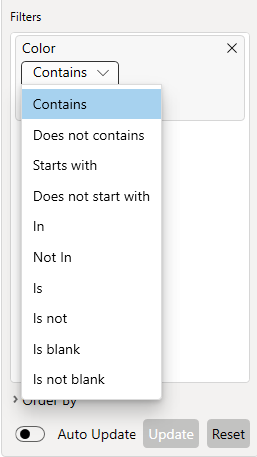 Filters
Color
Contains
Contains
Does not contains
Starts with
Does not start with
In
Not In
Is
Is not
Is blank
Is not blank
Order By
Auto Update Update Reset